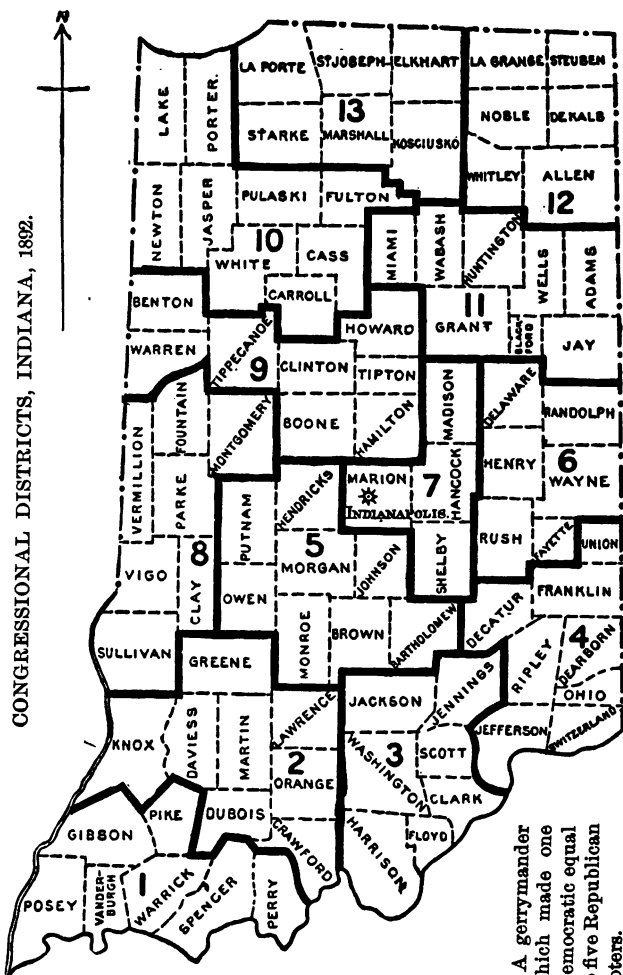 N
CONGRESSIONAL DISTRICTS, INDIANA, 1892.
LAKE
PORTER.
LA PORTE
ST JOSEPH
ELKHART
LA GRANGE
STEUBEN
13
STARKE
MARSHALL
KOSCIUSKO
NOBLE
DEKALB
WHITLEY
ALLEN
12
NEWTON
JASPER
PULASKI
FULTON
10
WHITE
CASS
CARROLL
MIAMI
WABASH
HUNTINGTON
WELLS
ADAMS
11
GRANT
BLACK-
FORD
JAY
BENTON
WARREN
TIPPECANOE
9
HOWARD
CLINTON
TIPTON
FOUNTAIN
MONTGOMERY
BOONE
HAMILTON
MADISON
DELAWARE
RANDOLPH
VERMILLION
PARKE
PUTNAM
HENDRICKS
MARION
INDIANAPOLIS.
7
HANCOCK
HENRY
6
WAYNE
VIGO
8
CLAY
OWEN
5
MORGAN
JOHNSON
SHELBY
RUSH
FAYETTE
UNION
SULLIVAN
GREENE
MONROE
BROWN
BARTHOLOMEW
DECATUR
FRANKLIN
4
RIPLEY
DEARBORN
OHIO
SWITZERLAND
JEFFERSON
JENNINGS
JACKSON
KNOX
DAVIESS
MARTIN
LAWRENCE
2
ORANGE
WASHINGTON
3
SCOTT
CLARK
FLOYD
HARRISON
GIBSON
PIKE
DUBOIS
CRAWFORD
POSEY
VANDER-
BURGH
1
WARRICK
SPENCER
PERRY
A gerrymander
which made one
emocratic equal
five Republican
oters.